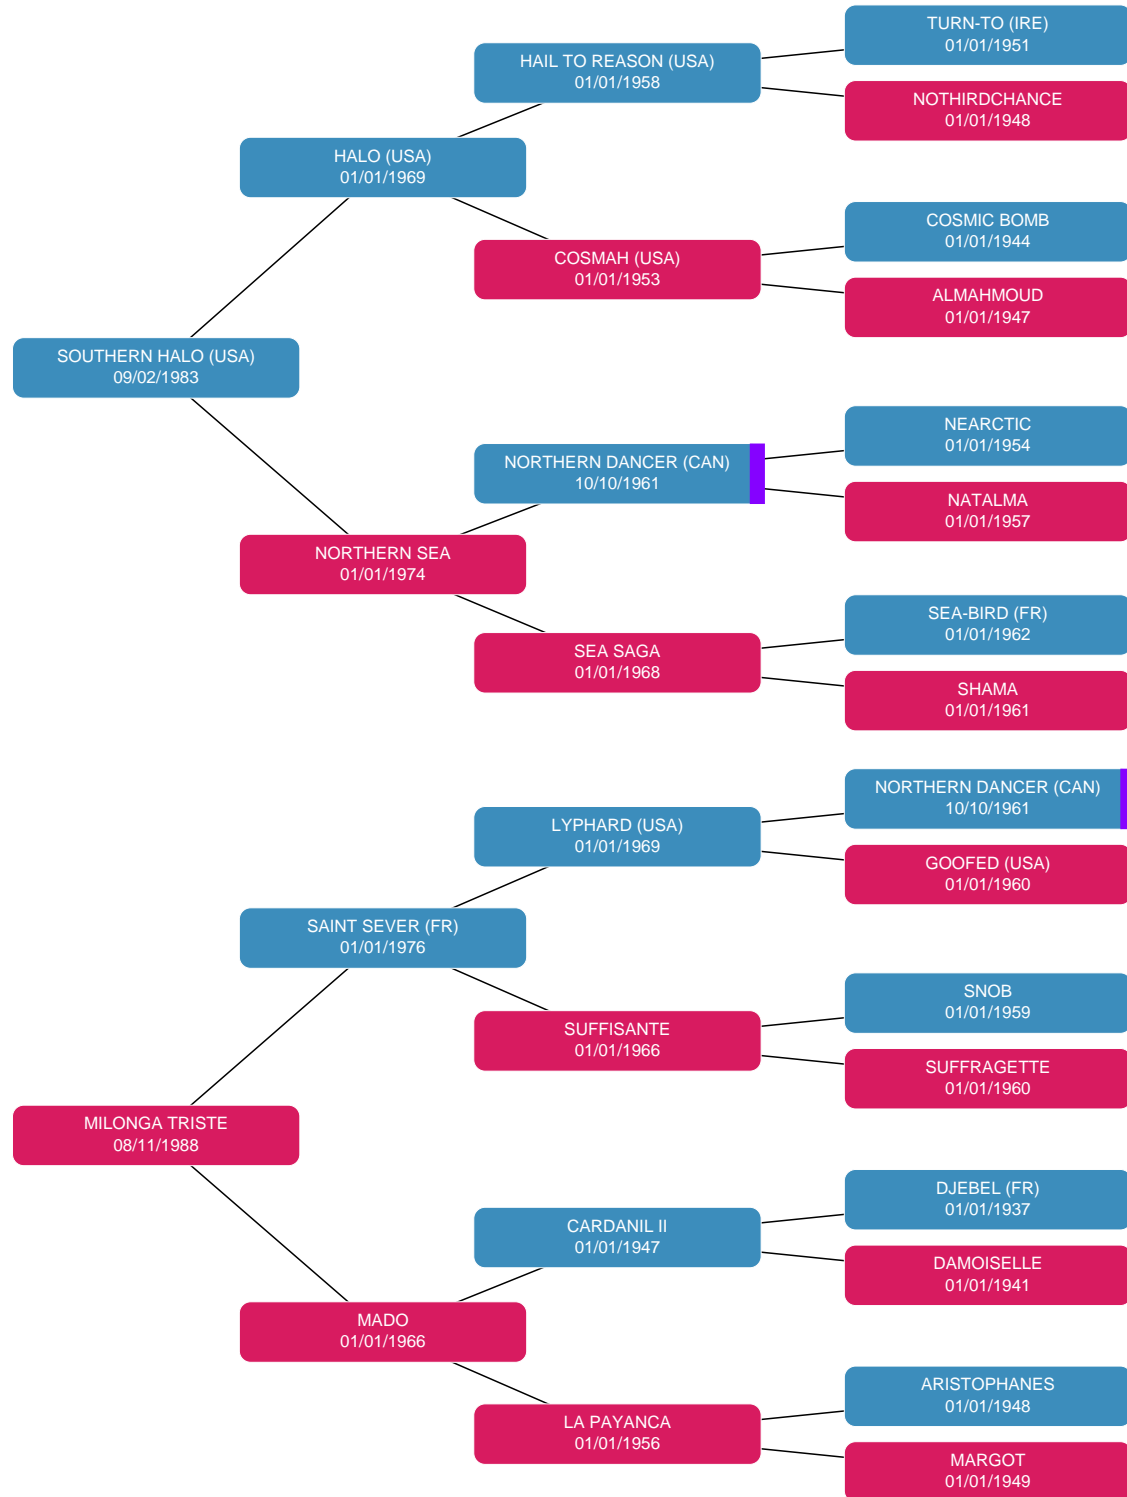 TURN-TO (IRE)
01/01/1951
HAIL TO REASON (USA)
01/01/1958
NOTHIRDCHANCE
01/01/1948
HALO (USA)
01/01/1969
COSMIC BOMB
01/01/1944
COSMAH (USA)
01/01/1953
ALMAHMOUD
01/01/1947
SOUTHERN HALO (USA)
09/02/1983
NEARCTIC
01/01/1954
NORTHERN DANCER (CAN)
10/10/1961
NATALMA
01/01/1957
NORTHERN SEA
01/01/1974
SEA-BIRD (FR)
01/01/1962
SEA SAGA
01/01/1968
SHAMA
01/01/1961
NORTHERN DANCER (CAN)
10/10/1961
LYPHARD (USA)
01/01/1969
GOOFED (USA)
01/01/1960
SAINT SEVER (FR)
01/01/1976
SNOB
01/01/1959
SUFFISANTE
01/01/1966
SUFFRAGETTE
01/01/1960
MILONGA TRISTE
08/11/1988
DJEBEL (FR)
01/01/1937
CARDANIL II
01/01/1947
DAMOISELLE
01/01/1941
MADO
01/01/1966
ARISTOPHANES
01/01/1948
LA PAYANCA
01/01/1956
MARGOT
01/01/1949